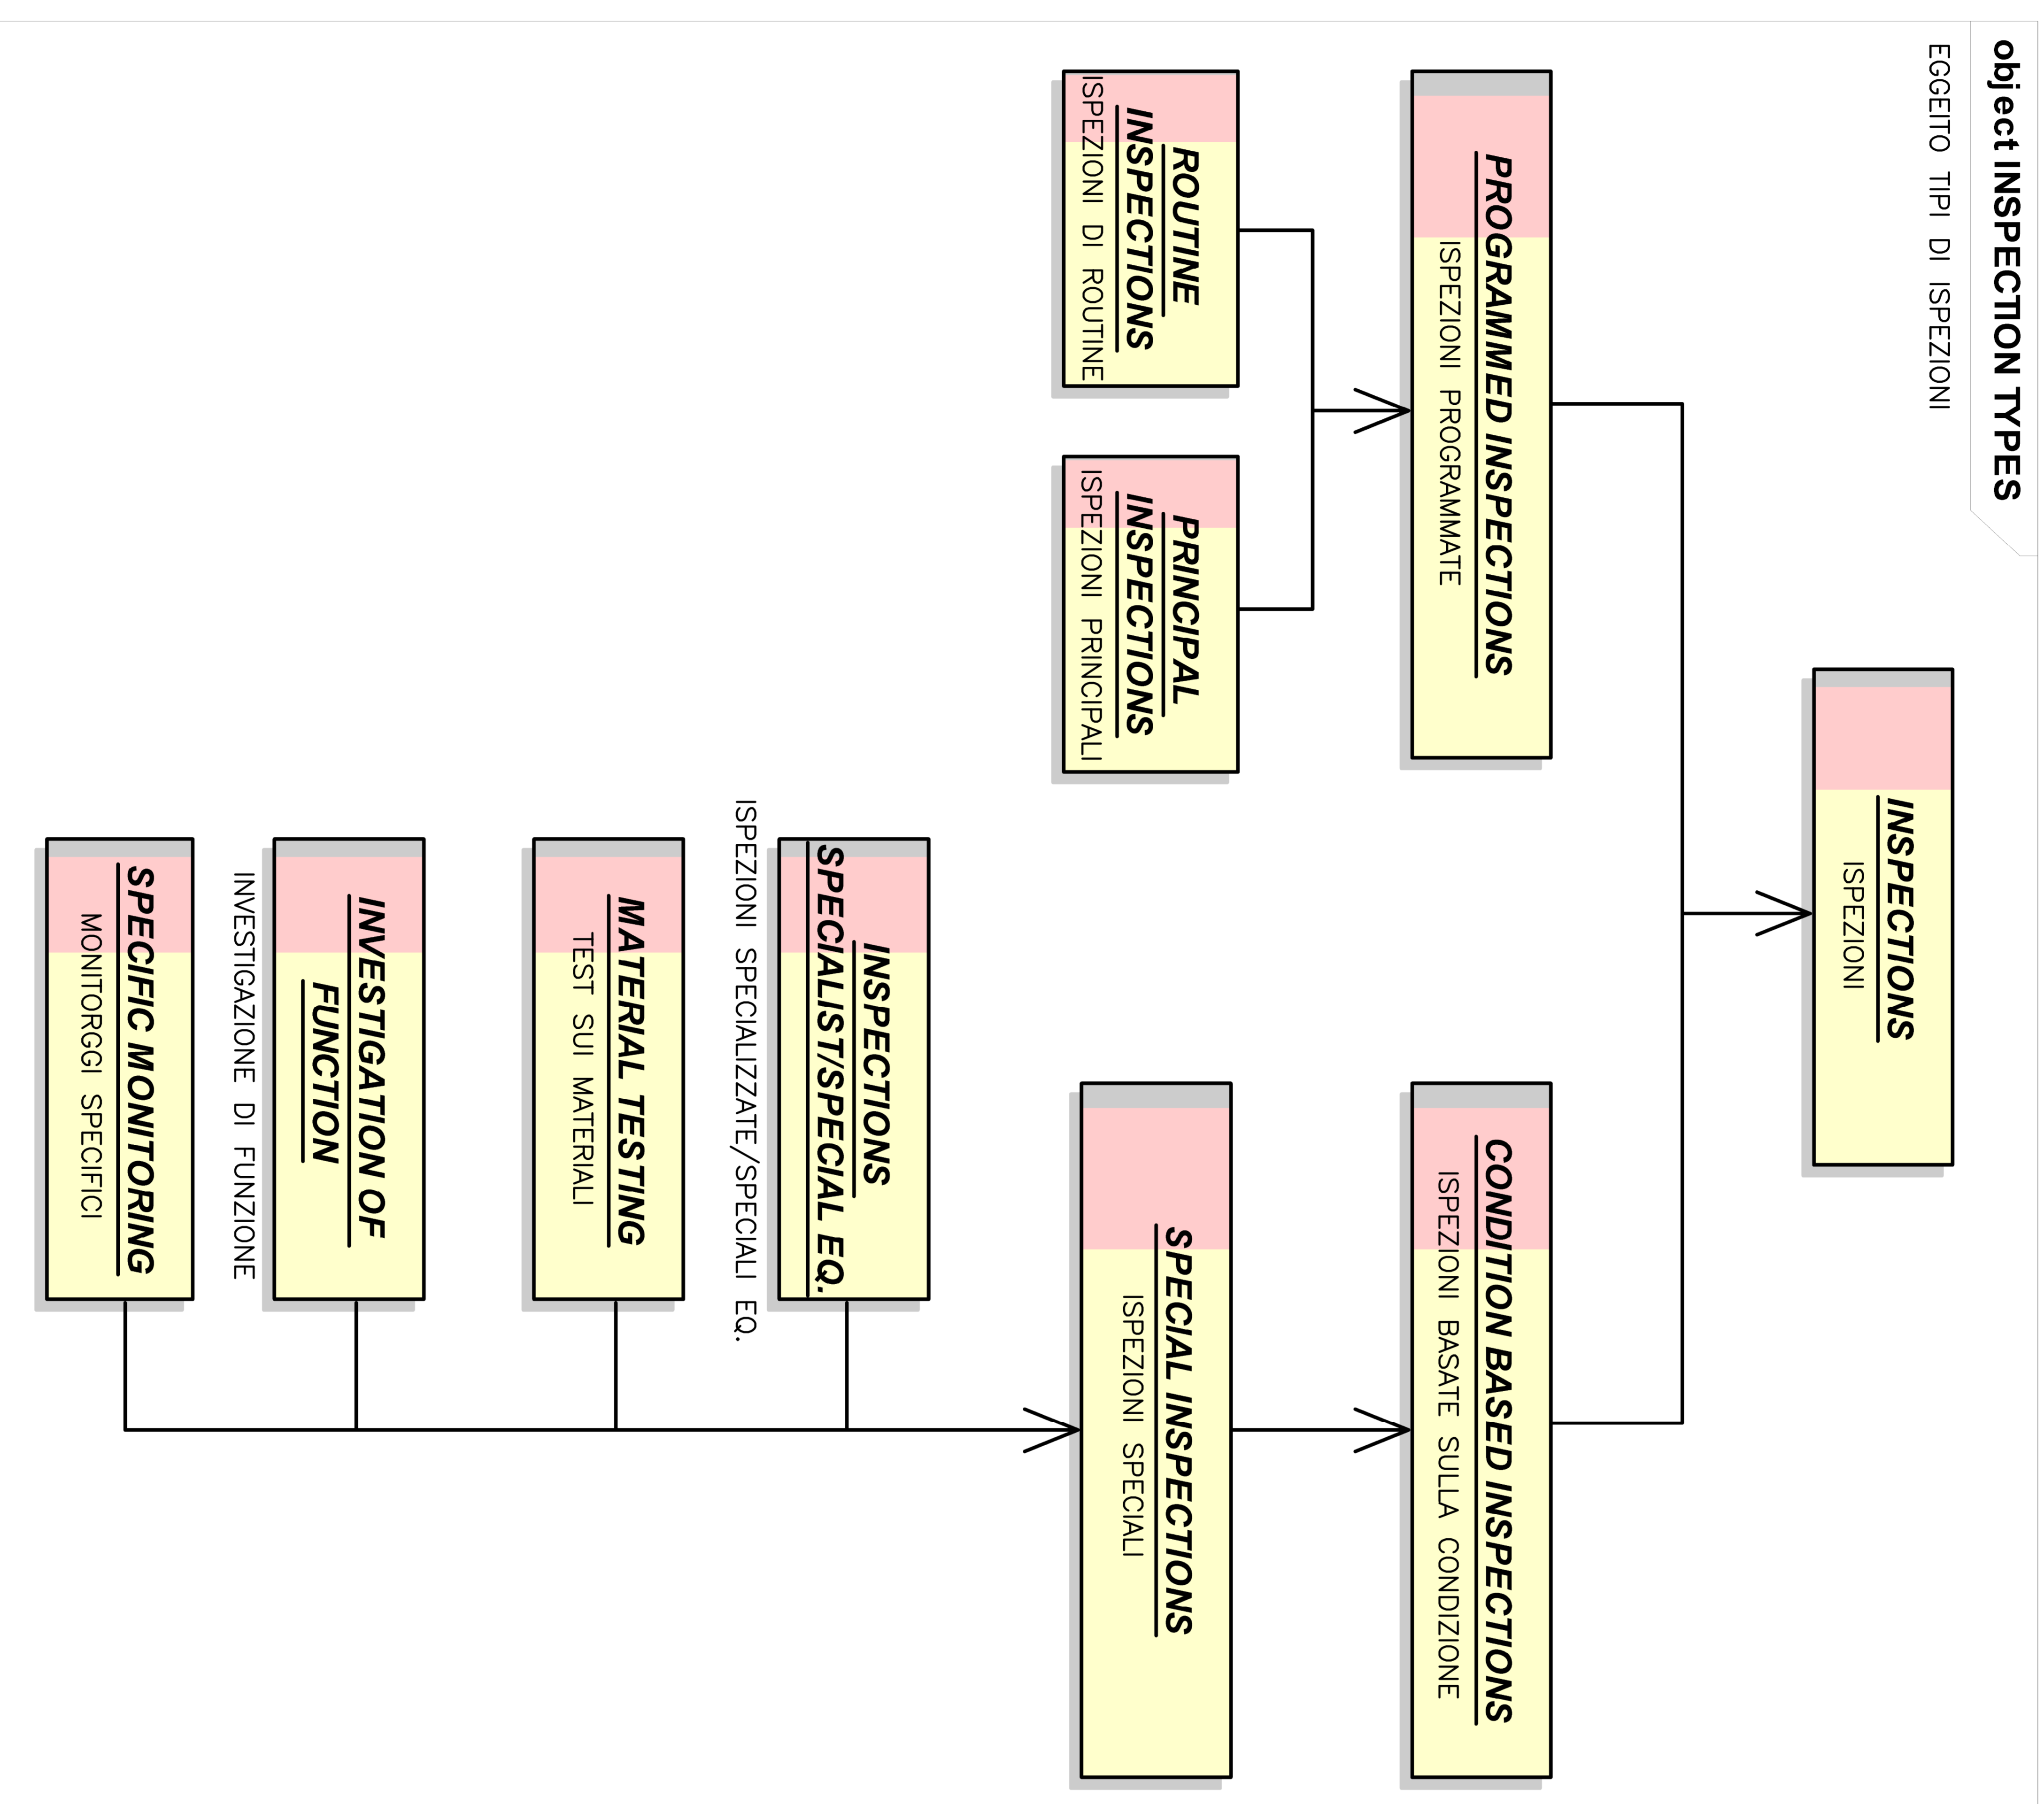 object INSPECTION TYPES
EGGEITO TIPI DI ISPEZIONI
INSPECTIONS
ISPEZIONI
PROGRAMMED INSPECTIONS
ISPEZIONI PROGRAMMATE
CONDITION BASED INSPECTIONS
ISPEZIONI BASATE SULLA CONDIZIONE
ROUTINE
INSPECTIONS
ISPEZIONI DI ROUTINE
PRINCIPAL
INSPECTIONS
ISPEZIONI PRINCIPALI
SPECIAL INSPECTIONS
ISPEZIONI SPECIALI
INSPECTIONS
SPECIALIST/SPECIAL EQ.
ISPEZIONI SPECIALIZZATE/SPECIALI EQ.
MATERIAL TESTING
TEST SUI MATERIALI
INVESTIGATION OF
FUNCTION
INVESTIGAZIONE DI FUNZIONE
SPECIFIC MONITORING
MONITORGGI SPECIFICI